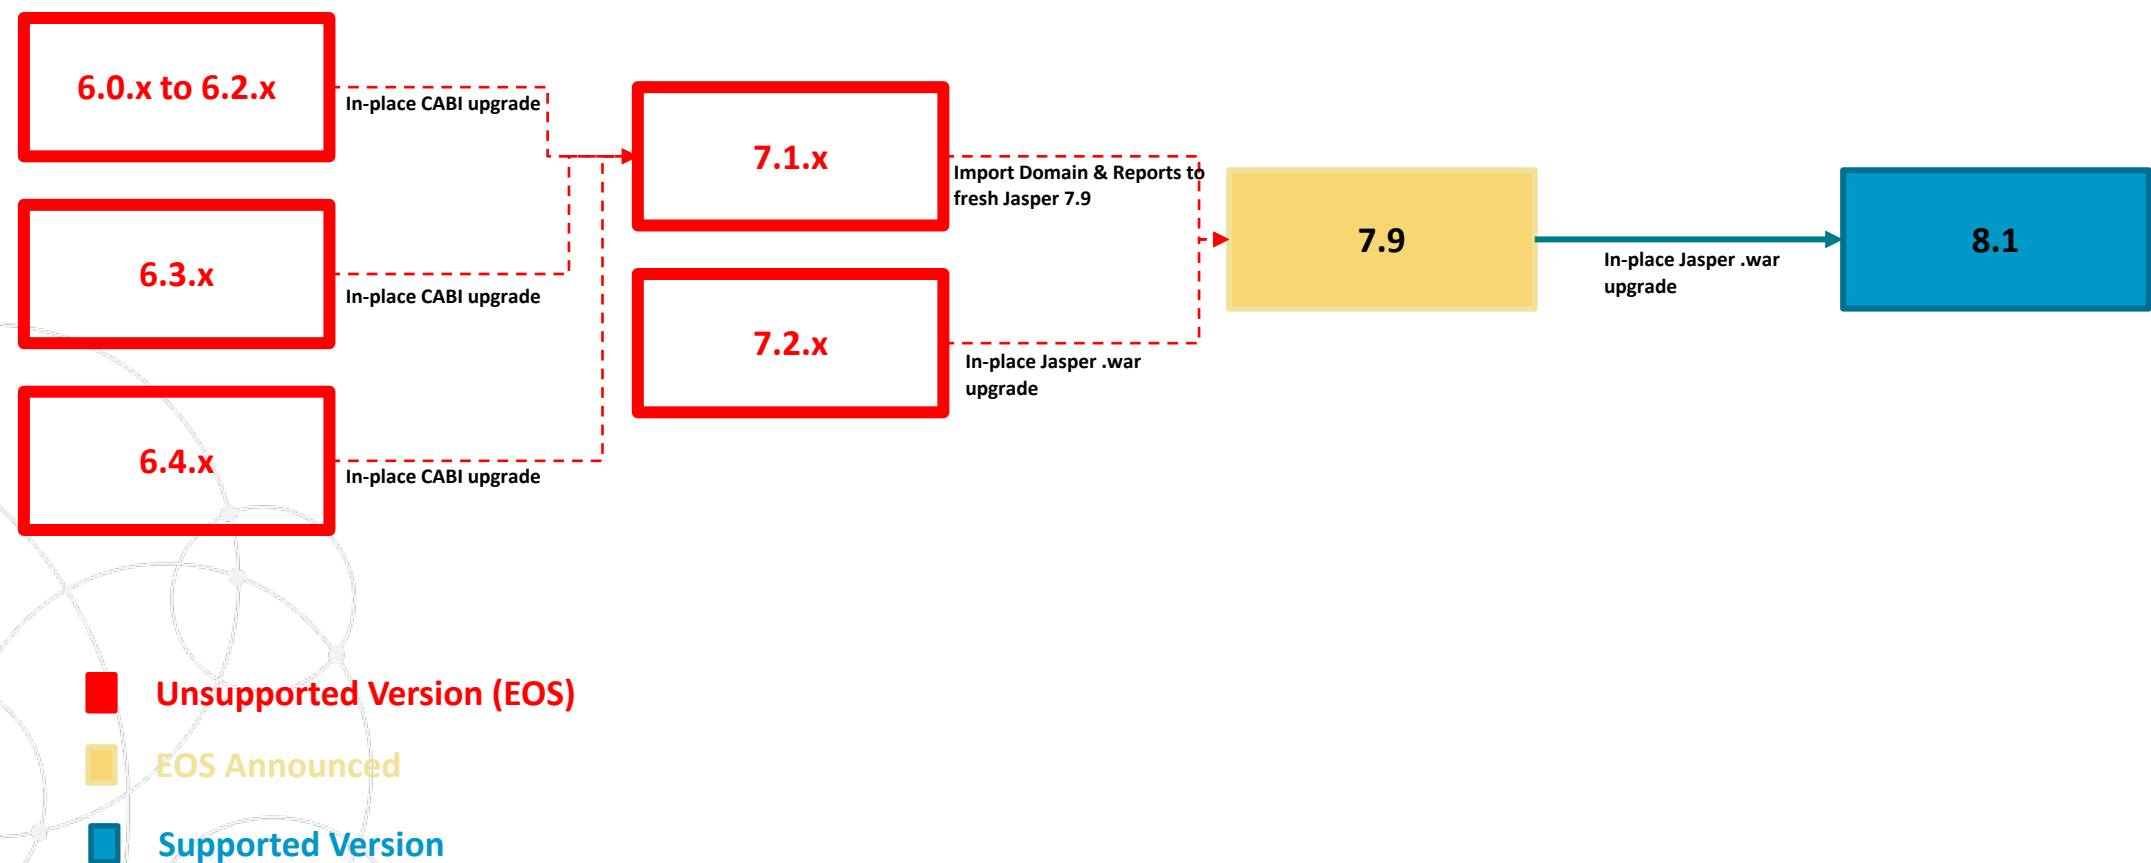 6.0.x to 6.2.x
In-place CABI upgrade
6.3.x
In-place CABI upgrade
6.4.x
In-place CABI upgrade
7.1.x
Import Domain & Reports to
fresh Jasper 7.9
7.2.x
In-place Jasper .war
upgrade
7.9
In-place Jasper .war
upgrade
8.1
Unsupported Version (EOS)
EOS Announced
Supported Version